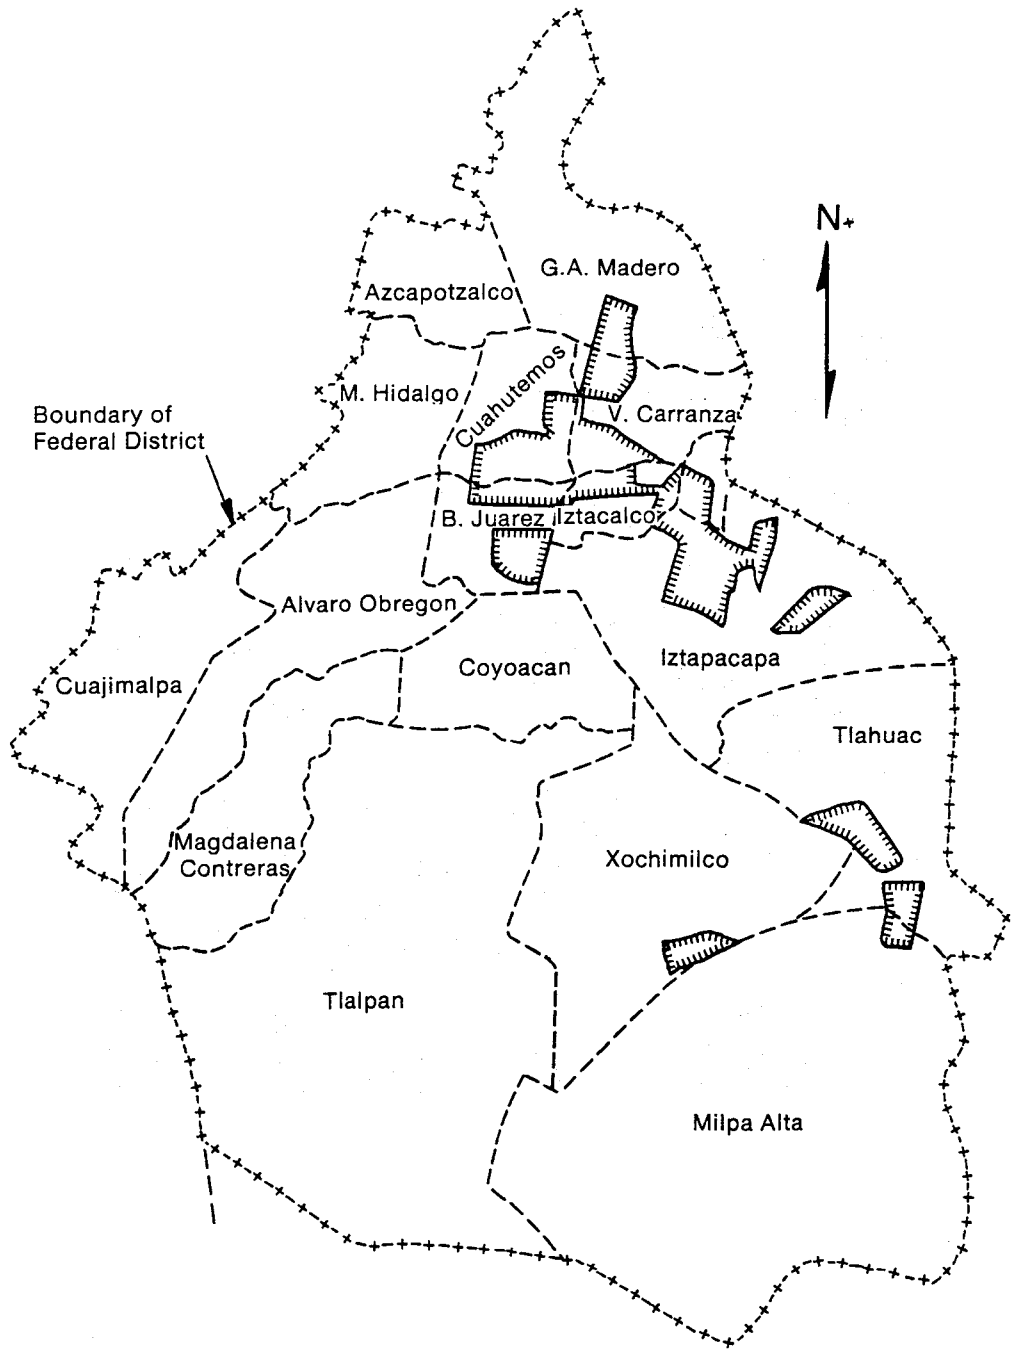 N
G.A. Madero
Azcapotzalco
Cuahutemos
M. Hidalgo
V. Carranza
Boundary of
Federal District
B. Juarez
Iztacalco
Alvaro Obregon
Coyoacan
Iztapacapa
Cuajimalpa
Tlahuac
Magdalena
Contreras
Xochimilco
Tlalpan
Milpa Alta